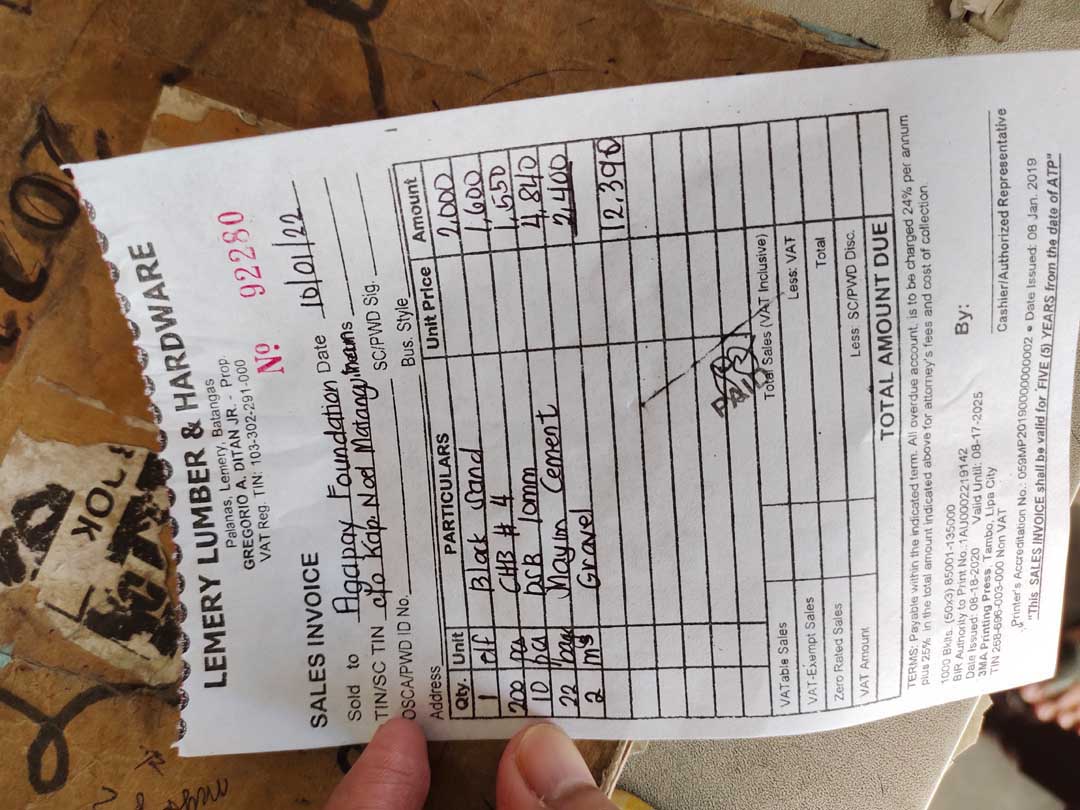 LEMERY LUMBER & HARDWARE
Palanas, Lemery, Batangas
GREGORIO A. DITAN JR. - Prop.
VAT Reg. TIN: 103-302-291-000
Nº 92280
SALES INVOICE
Sold to Agapay Foundation Date 10/01/22
TIN/SC TIN c/o Kap. Nod Matanguihan
OSCA/PWD ID No. SC/PWD Sig.
Address Bus. Style
Qty. Unit PARTICULARS Unit Price Amount
1 elf Black Sand 2,000
200 pcs CHB # 4 1,600
10 pcs DCB 10mm 1,550
22 bags Mayon Cement 4,840
2 m³s Gravel 2,400
12,390
Paid
VATable Sales Total Sales (VAT Inclusive)
VAT-Exempt Sales Less: VAT
Zero Rated Sales Total
VAT Amount Less: SC/PWD Disc.
TOTAL AMOUNT DUE
TERMS: Payable within the indicated term. All overdue account, is to be charged 24% per annum
plus 25% in the total amount indicated above for attorney's fees and cost of collection.
1000 Bklts. (50x3) 85001-135000
BIR Authority to Print No.:1AU0002219142
Date Issued: 08-18-2020 Valid Until: 08-17-2025
3MA Printing Press, Tambo, Lipa City
TIN 258-696-003-000 Non VAT
By:
Cashier/Authorized Representative
Printer's Accreditation No.: 059MP20190000000002 • Date Issued: 08 Jan. 2019
"This SALES INVOICE shall be valid for FIVE (5) YEARS from the date of ATP"